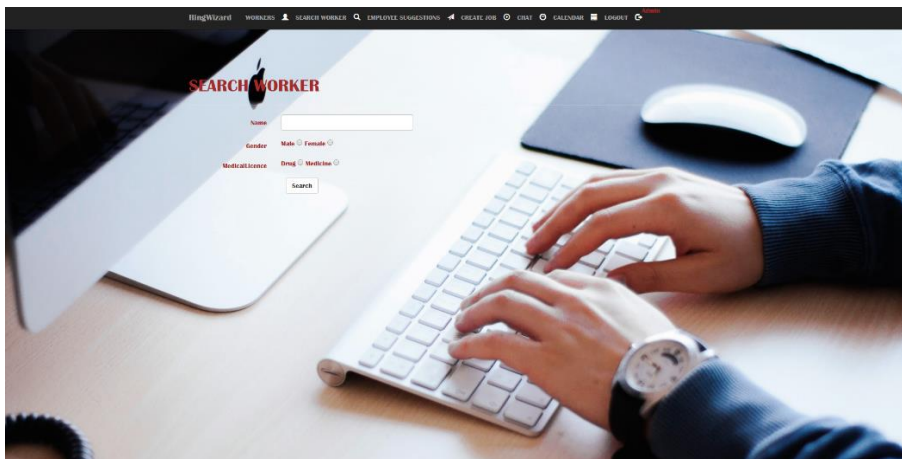 HingWizard WORKERS SEARCH WORKER EMPLOYEE SUGGESTIONS CREATE JOB CHAT CALENDAR LOGOUT
SEARCH WORKER
Name
Gender Male Female
MedicalLicence Drug Medicine
Search